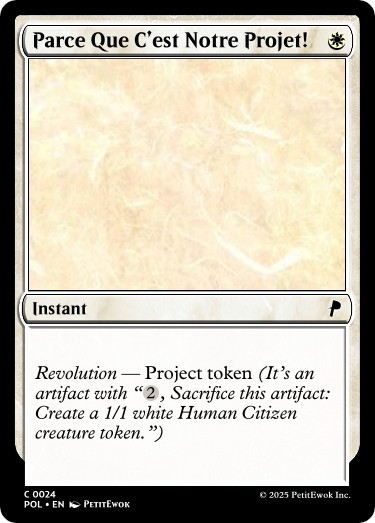 Parce Que C'est Notre Projet!
Instant
Revolution — Project token (It's an
artifact with “2, Sacrifice this artifact:
Create a 1/1 white Human Citizen
creature token.”)
C 0024
POL • EN PetitEwok
© 2025 PetitEwok Inc.